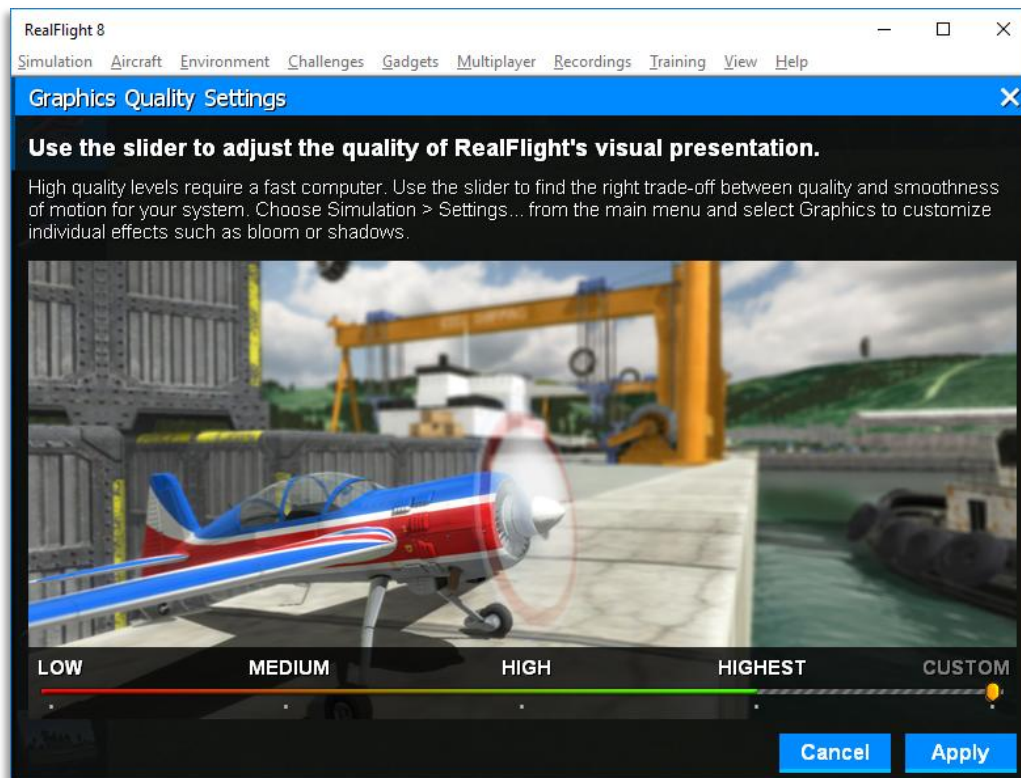 RealFlight 8
Simulation Aircraft Environment Challenges Gadgets Multiplayer Recordings Training View Help
Graphics Quality Settings
Use the slider to adjust the quality of RealFlight's visual presentation.
High quality levels require a fast computer. Use the slider to find the right trade-off between quality and smoothness
of motion for your system. Choose Simulation > Settings... from the main menu and select Graphics to customize
individual effects such as bloom or shadows.
LOW MEDIUM HIGH HIGHEST CUSTOM
Cancel Apply